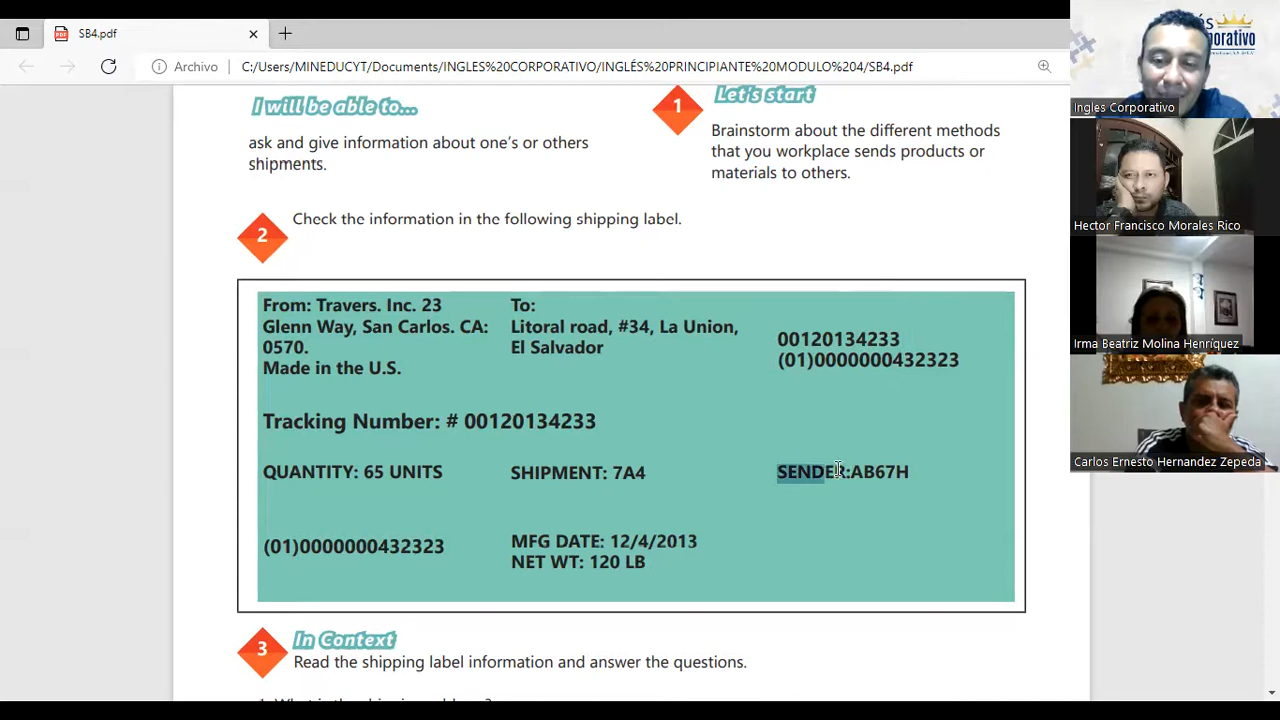 SB4.pdf
Archivo
C:/Users/MINEDUCYT/Documents/INGLES%20CORPORATIVO/INGLÉS%20PRINCIPIANTE%20MODULO%204/SB4.pdf
I will be able to...
ask and give information about one's or others
shipments.
1
Let's start
Brainstorm about the different methods
that you workplace sends products or
materials to others.
2
Check the information in the following shipping label.
From: Travers. Inc. 23
Glenn Way, San Carlos. CA:
0570.
Made in the U.S.
To:
Litoral road, #34, La Union,
El Salvador
00120134233
(01)0000000432323
Tracking Number: # 00120134233
QUANTITY: 65 UNITS
SHIPMENT: 7A4
SENDER:AB67H
(01)0000000432323
MFG DATE: 12/4/2013
NET WT: 120 LB
3
In Context
Read the shipping label information and answer the questions.
Ingles Corporativo
Hector Francisco Morales Rico
Irma Beatriz Molina Henríquez
Carlos Ernesto Hernandez Zepeda